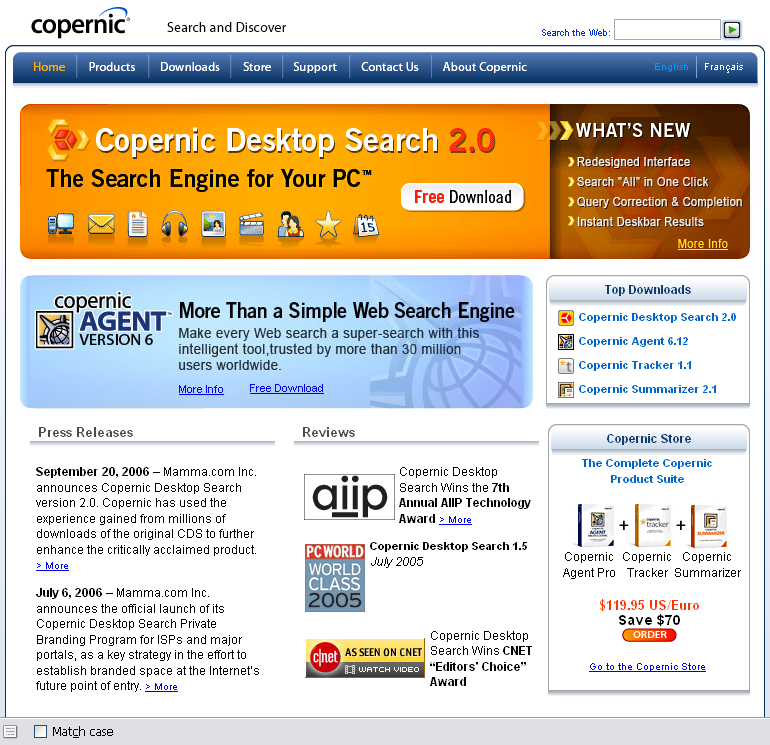 copernic
Search and Discover
Search the Web:
Home
Products
Downloads
Store
Support
Contact Us
About Copernic
English
Français
Copernic Desktop Search 2.0
The Search Engine for Your PC™
Free Download
15
WHAT'S NEW
Redesigned Interface
Search "All" in One Click
Query Correction & Completion
Instant Deskbar Results
More Info
copernic
AGENT™
VERSION 6
More Than a Simple Web Search Engine
Make every Web search a super-search with this
intelligent tool,trusted by more than 30 million
users worldwide.
More Info
Free Download
Top Downloads
Copernic Desktop Search 2.0
Copernic Agent 6.12
Copernic Tracker 1.1
Copernic Summarizer 2.1
Press Releases
September 20, 2006 – Mamma.com Inc.
announces Copernic Desktop Search
version 2.0. Copernic has used the
experience gained from millions of
downloads of the original CDS to further
enhance the critically acclaimed product.
> More
July 6, 2006 – Mamma.com Inc.
announces the official launch of its
Copernic Desktop Search Private
Branding Program for ISPs and major
portals, as a key strategy in the effort to
establish branded space at the Internet's
future point of entry. > More
Reviews
aiip
Copernic Desktop
Search Wins the 7th
Annual AIIP Technology
Award > More
PC WORLD
WORLD
CLASS
2005
Copernic Desktop Search 1.5
July 2005
c|net
AS SEEN ON CNET
WATCH VIDEO
Copernic Desktop
Search Wins CNET
“Editors' Choice”
Award
Copernic Store
The Complete Copernic
Product Suite
AGENT
+
tracker
+
SUMMARIZER
Copernic
Agent Pro
Copernic
Tracker
Copernic
Summarizer
$119.95 US/Euro
Save $70
ORDER
Go to the Copernic Store
Match case